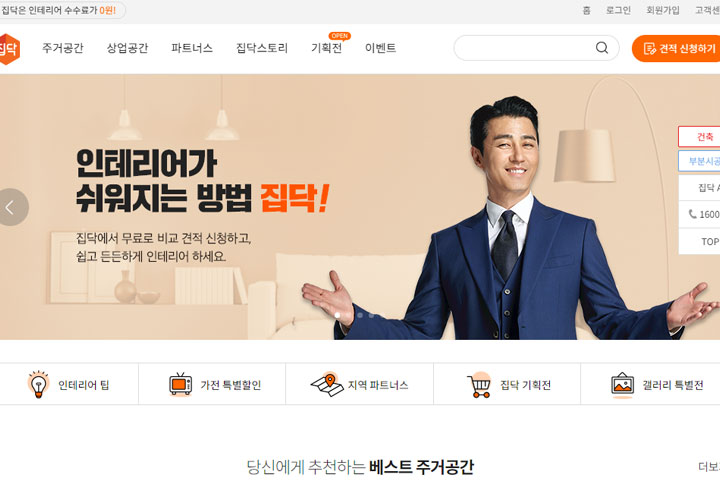 집닥은 인테리어 수수료가 0원!
홈 로그인 회원가입 고객센
집닥 주거공간 상업공간 파트너스 집닥스토리 기획전 OPEN 이벤트 견적 신청하기
인테리어가
쉬워지는 방법 집닥!
집닥에서 무료로 비교 견적 신청하고,
쉽고 든든하게 인테리어 하세요.
건축
부분시공
집닥 A
1600
TOP
인테리어 팁 가전 특별할인 지역 파트너스 집닥 기획전 갤러리 특별전
당신에게 추천하는 베스트 주거공간
더보